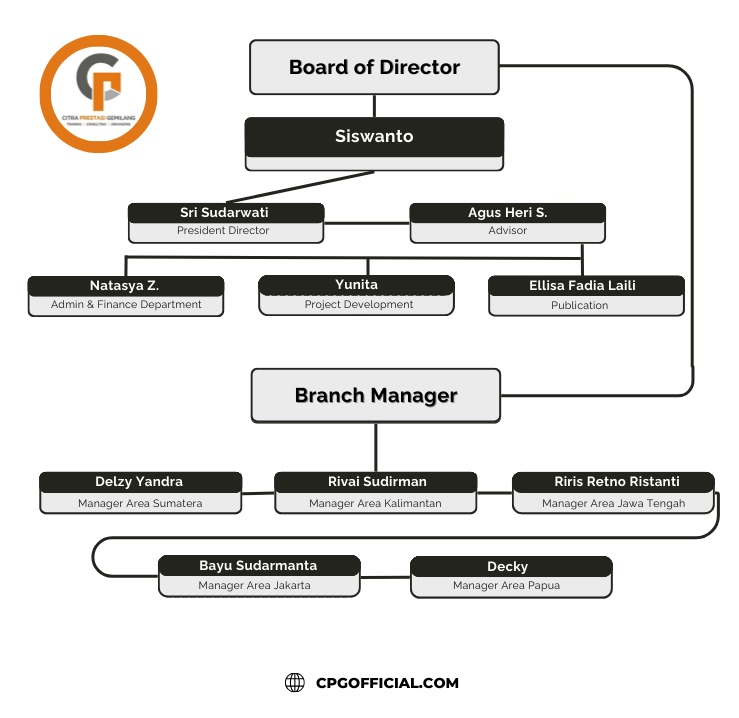 CITRA PRESTASI GEMILANG
TRAINING - CONSULTING - ORGANIZING
Board of Director
Siswanto
Sri Sudarwati
President Director
Agus Heri S.
Advisor
Natasya Z.
Admin & Finance Department
Yunita
Project Development
Ellisa Fadia Laili
Publication
Branch Manager
Delzy Yandra
Manager Area Sumatera
Rivai Sudirman
Manager Area Kalimantan
Riris Retno Ristanti
Manager Area Jawa Tengah
Bayu Sudarmanta
Manager Area Jakarta
Decky
Manager Area Papua
CPGOFFICIAL.COM